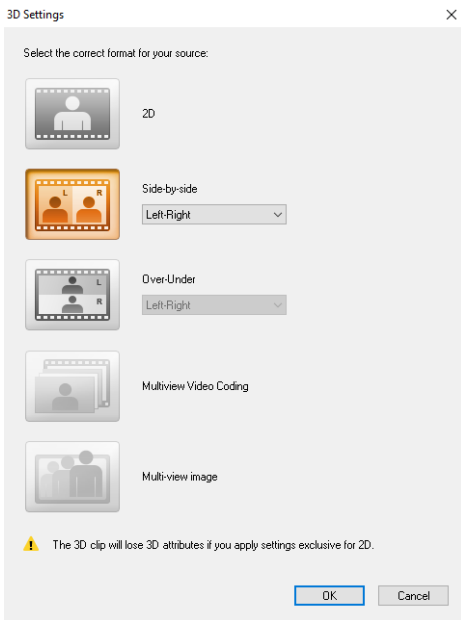 3D Settings
Select the correct format for your source:
2D
L R
Side-by-side
Left-Right
L
R
Over-Under
Left-Right
Multiview Video Coding
Multi-view image
The 3D clip will lose 3D attributes if you apply settings exclusive for 2D.
OK Cancel